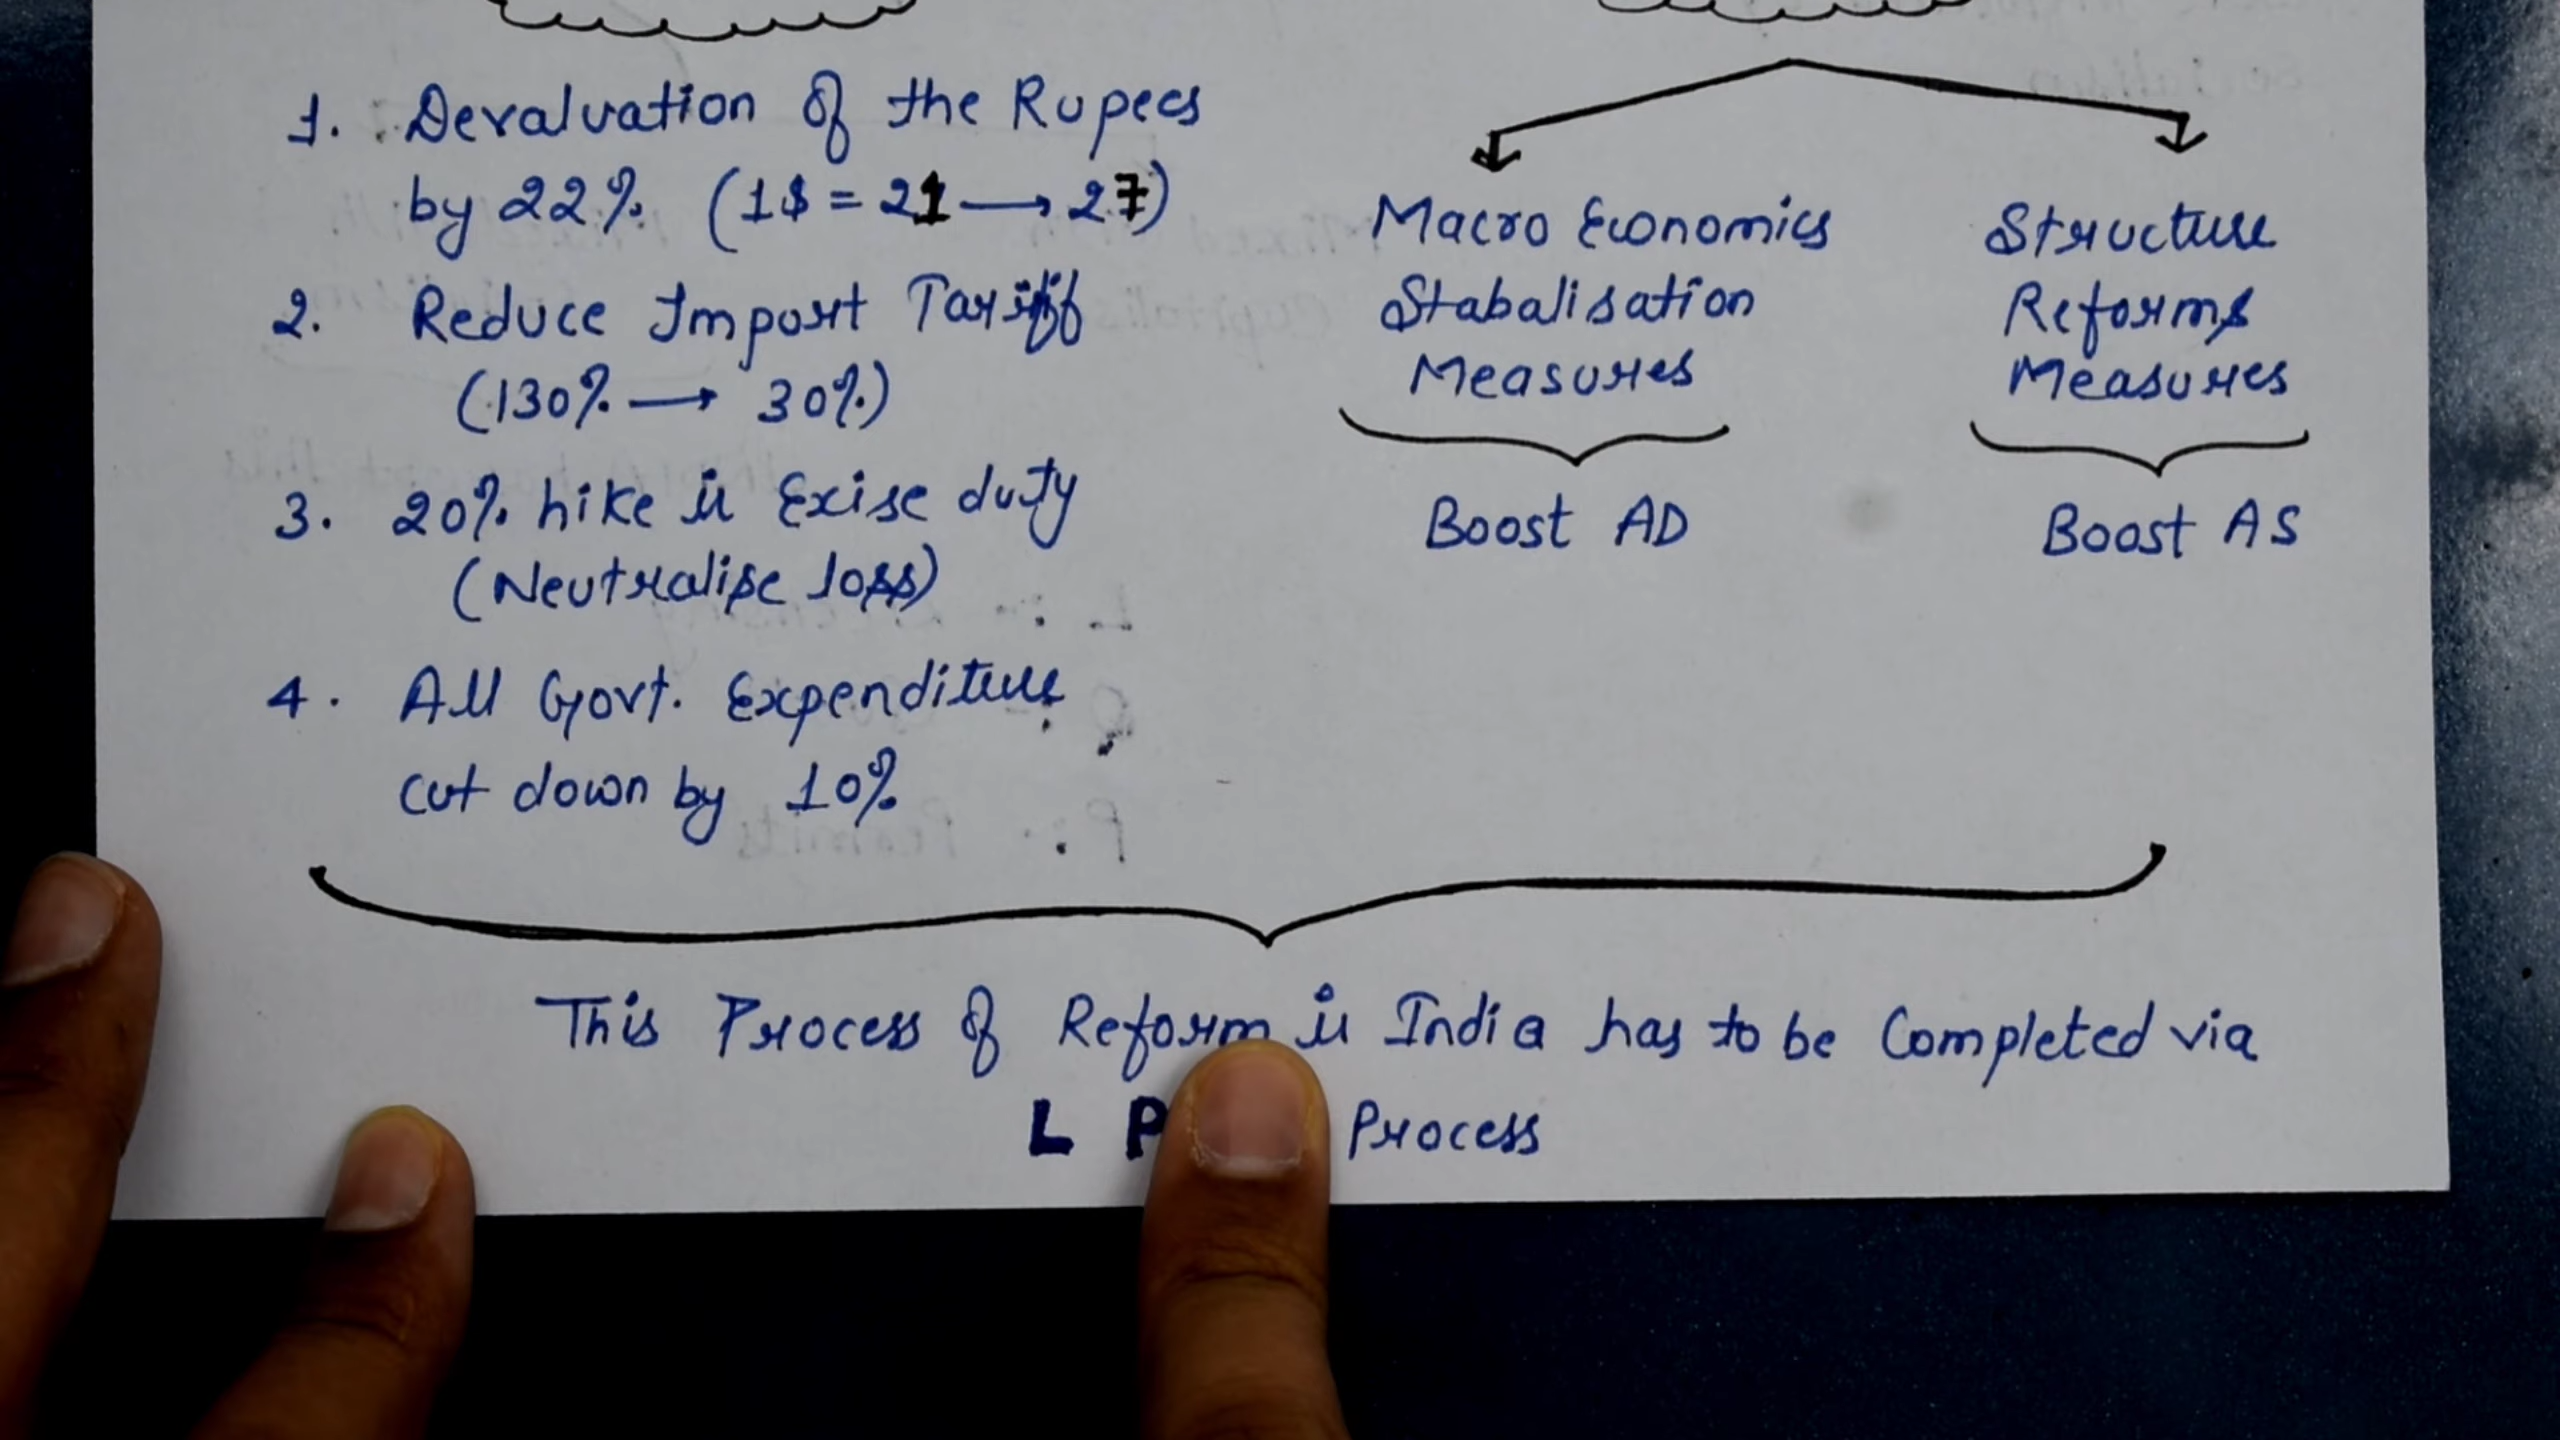 1. Devaluation of the Rupees
by 22% (1$ = 21 → 27)
2. Reduce Import Tariff
(130% → 30%)
3. 20% hike in Exise duty
(Neutralise loss)
4. All Govt. Expenditure
cut down by 10%
Macro Economics
Stabalisation
Measures
Boost AD
Structure
Reforms
Measures
Boost AS
This Process of Reform in India has to be Completed via
L P Process